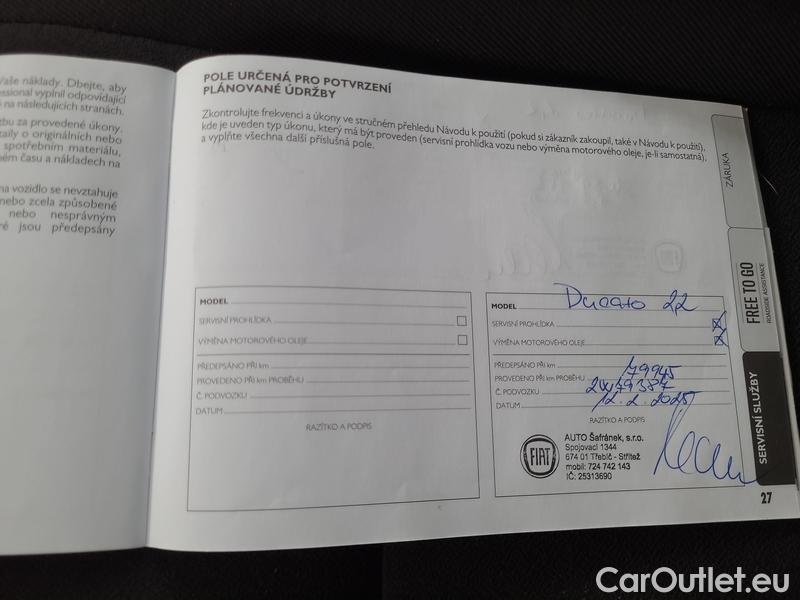 Vaše náklady. Dbejte, aby
essional vyplnil odpovídající
na následujících stranách.
bu za provedené úkony.
taily o originálních nebo
spotřebním materiálu,
ném času a nákladech na
na vozidlo se nevztahuje
nebo zcela způsobené
nebo nesprávným
ré jsou předepsány
POLE URČENÁ PRO POTVRZENÍ
PLÁNOVANÉ ÚDRŽBY
Zkontrolujte frekvenci a úkony ve stručném přehledu Návodu k použití (pokud si zákazník zakoupil, také v Návodu k použití),
kde je uveden typ úkonu, který má být proveden (servisní prohlídka vozu nebo výměna motorového oleje, je-li samostatná),
a vyplňte všechna další příslušná pole.
MODEL
SERVISNÍ PROHLÍDKA
VÝMĚNA MOTOROVÉHO OLEJE
PŘEDEPSÁNO PŘI km
PROVEDENO PŘI km PROBĚHU
Č. PODVOZKU
DATUM
RAZÍTKO A PODPIS
MODEL Ducato 22
SERVISNÍ PROHLÍDKA
VÝMĚNA MOTOROVÉHO OLEJE
PŘEDEPSÁNO PŘI km 79945
PROVEDENO PŘI km PROBĚHU
Č. PODVOZKU
DATUM 12.2.2025
RAZÍTKO A PODPIS
FIAT
AUTO Šafránek, s.r.o.
Spojovací 1344
674 01 Třebíč - Střítež
mobil: 724 742 143
IČ: 25313690
ZÁRUKA
FREE TO GO
ROADSIDE ASSISTANCE
SERVISNÍ SLUŽBY
27
CarOutlet.eu